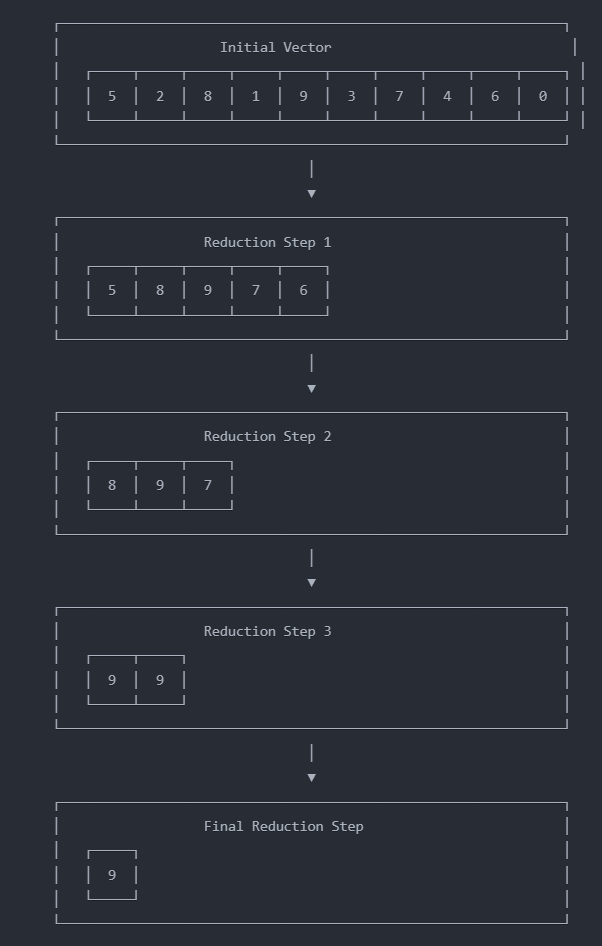 Initial Vector
5 2 8 1 9 3 7 4 6 0
Reduction Step 1
5 8 9 7 6
Reduction Step 2
8 9 7
Reduction Step 3
9 9
Final Reduction Step
9